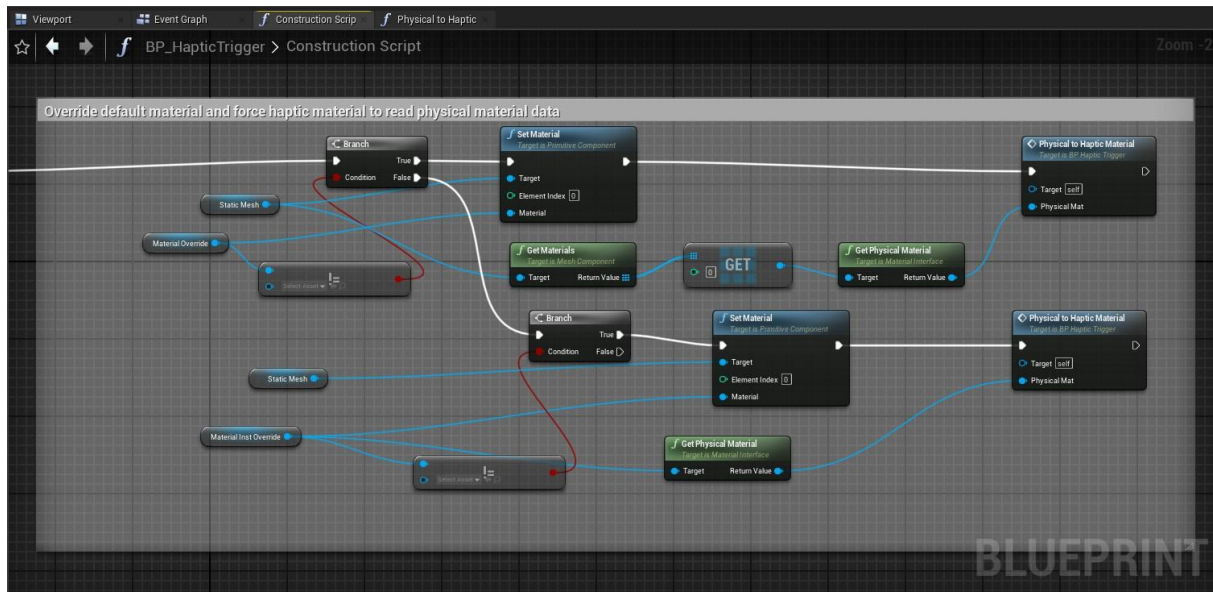 Viewport
Event Graph
Construction Scrip
Physical to Haptic
BP_HapticTrigger > Construction Script
Zoom -2
Override default material and force haptic material to read physical material data
Branch
True
Condition
False
Set Material
Target is Primitive Component
Target
Element Index 0
Material
Physical to Haptic Material
Target is BP Haptic Trigger
Target self
Physical Mat
Static Mesh
Material Override
!=
Select Asset
Get Materials
Target is Mesh Component
Target
Return Value
0
GET
Get Physical Material
Target is Material Interface
Target
Return Value
Branch
True
Condition
False
Set Material
Target is Primitive Component
Target
Element Index 0
Material
Physical to Haptic Material
Target is BP Haptic Trigger
Target self
Physical Mat
Static Mesh
Material Inst Override
!=
Select Asset
Get Physical Material
Target is Material Interface
Target
Return Value
BLUEPRINT